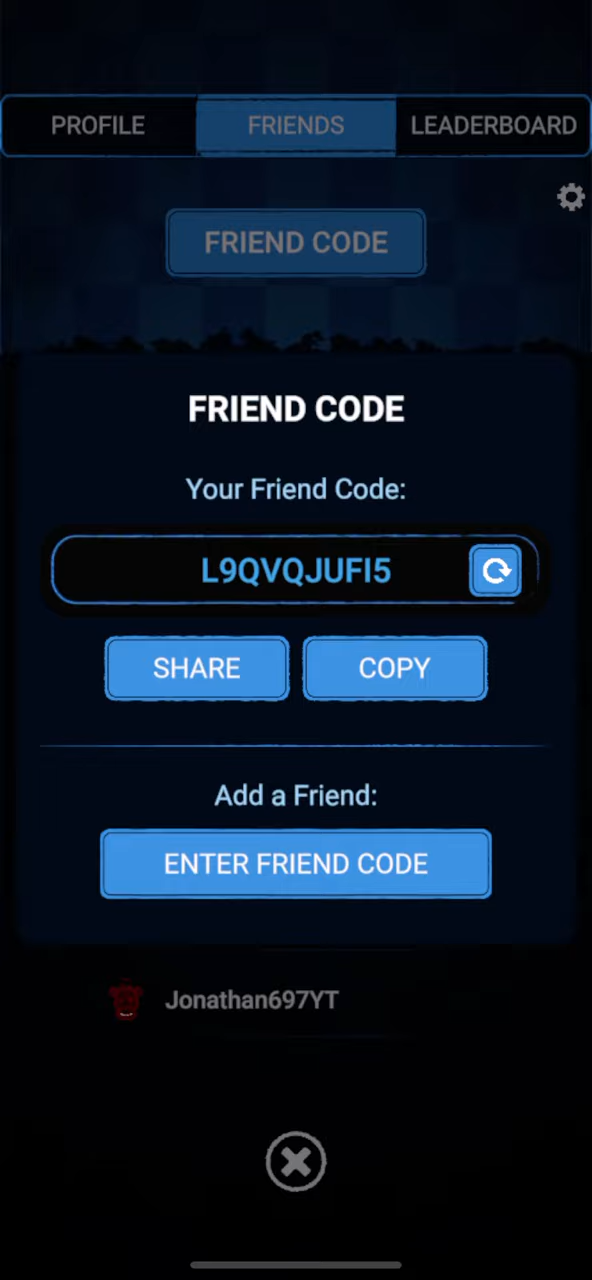 PROFILE
FRIENDS
LEADERBOARD
FRIEND CODE
FRIEND CODE
Your Friend Code:
L9QVQJUFI5
SHARE
COPY
Add a Friend:
ENTER FRIEND CODE
Jonathan697YT